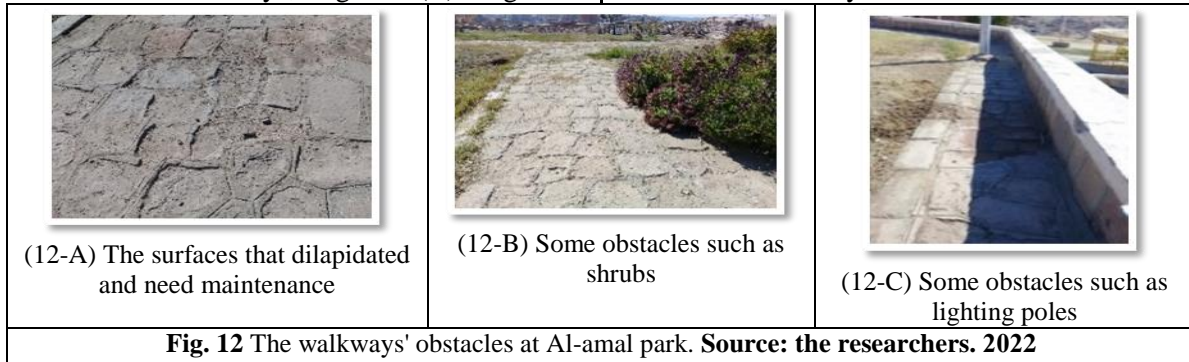 (12-A) The surfaces that dilapidated
and need maintenance
(12-B) Some obstacles such as
shrubs
(12-C) Some obstacles such as
lighting poles
Fig. 12 The walkways' obstacles at Al-amal park. Source: the researchers. 2022